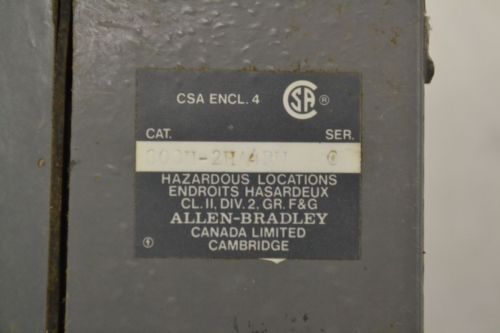 CSA ENCL. 4
SA ®
CAT. SER.
C
HAZARDOUS LOCATIONS
ENDROITS HASARDEUX
CL. II, DIV. 2, GR. F&G
ALLEN-BRADLEY
CANADA LIMITED
CAMBRIDGE